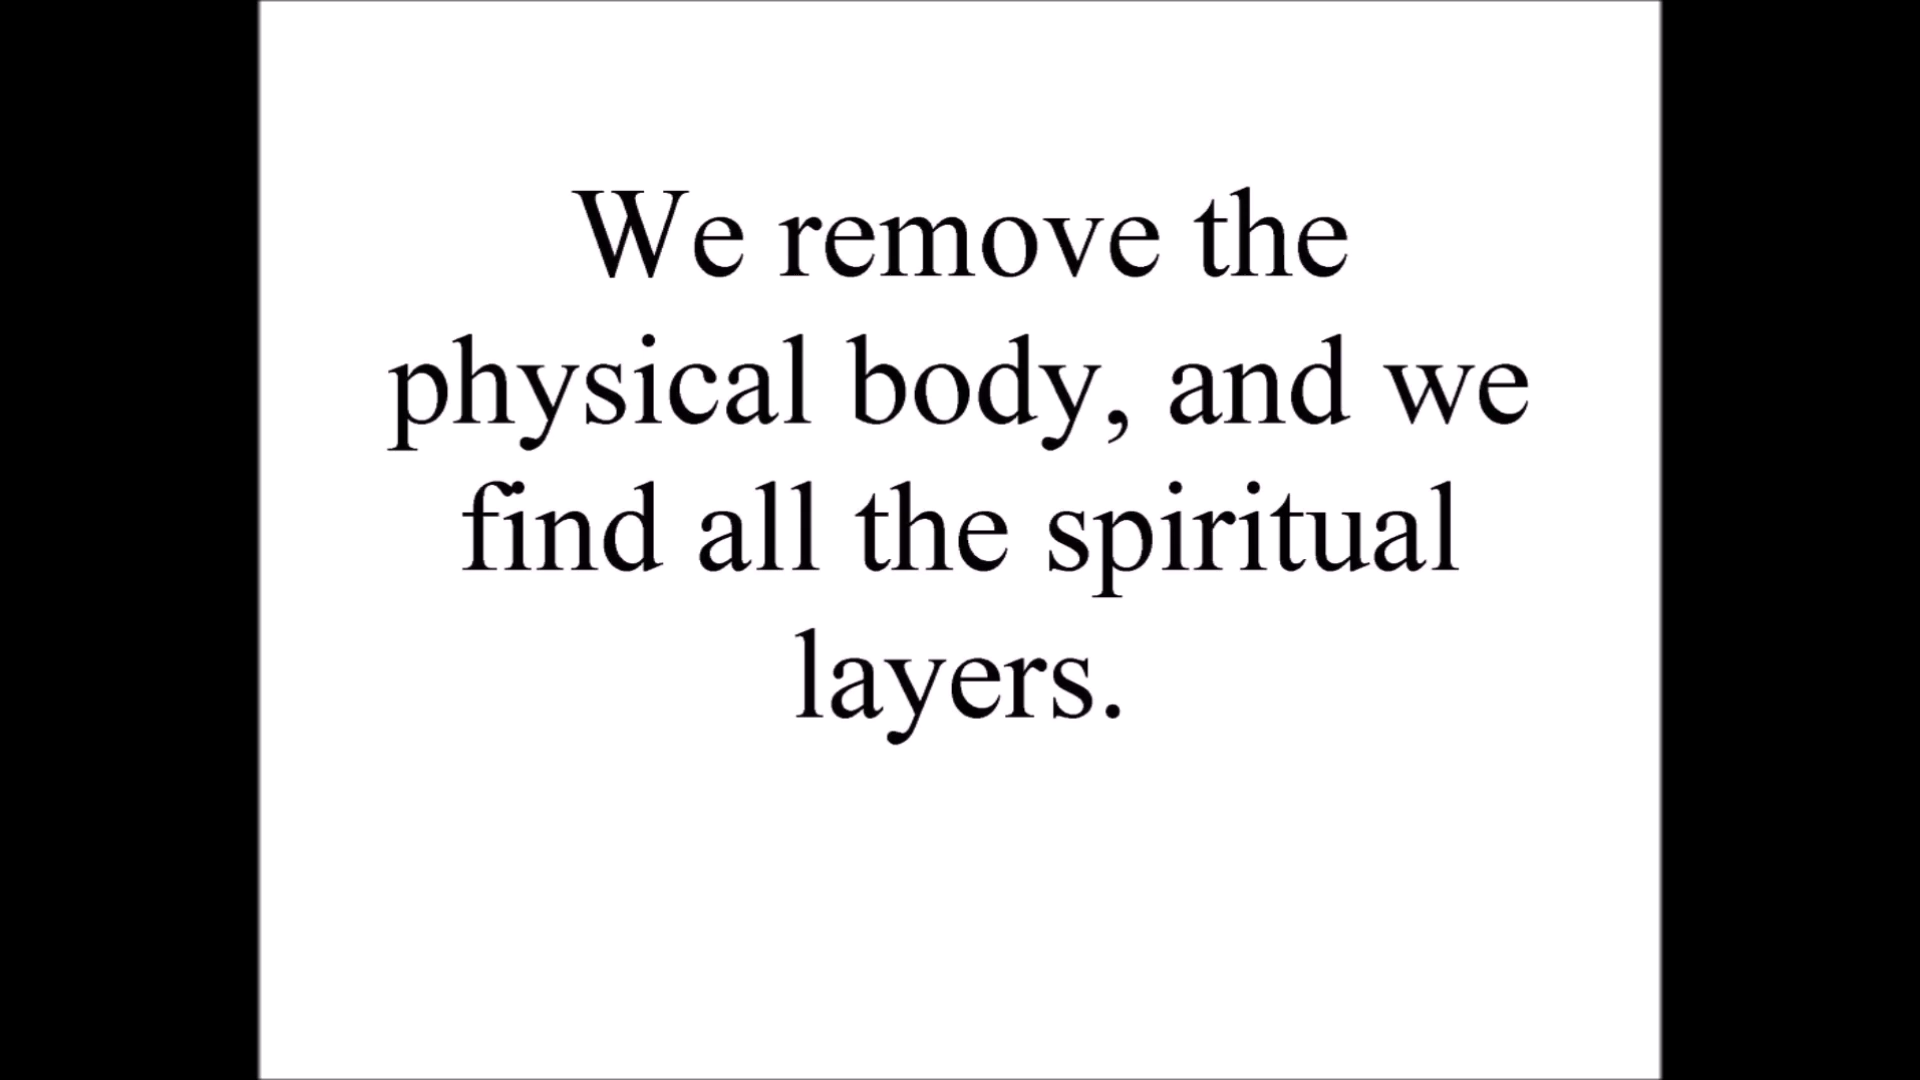 We remove the
physical body, and we
find all the spiritual
layers.